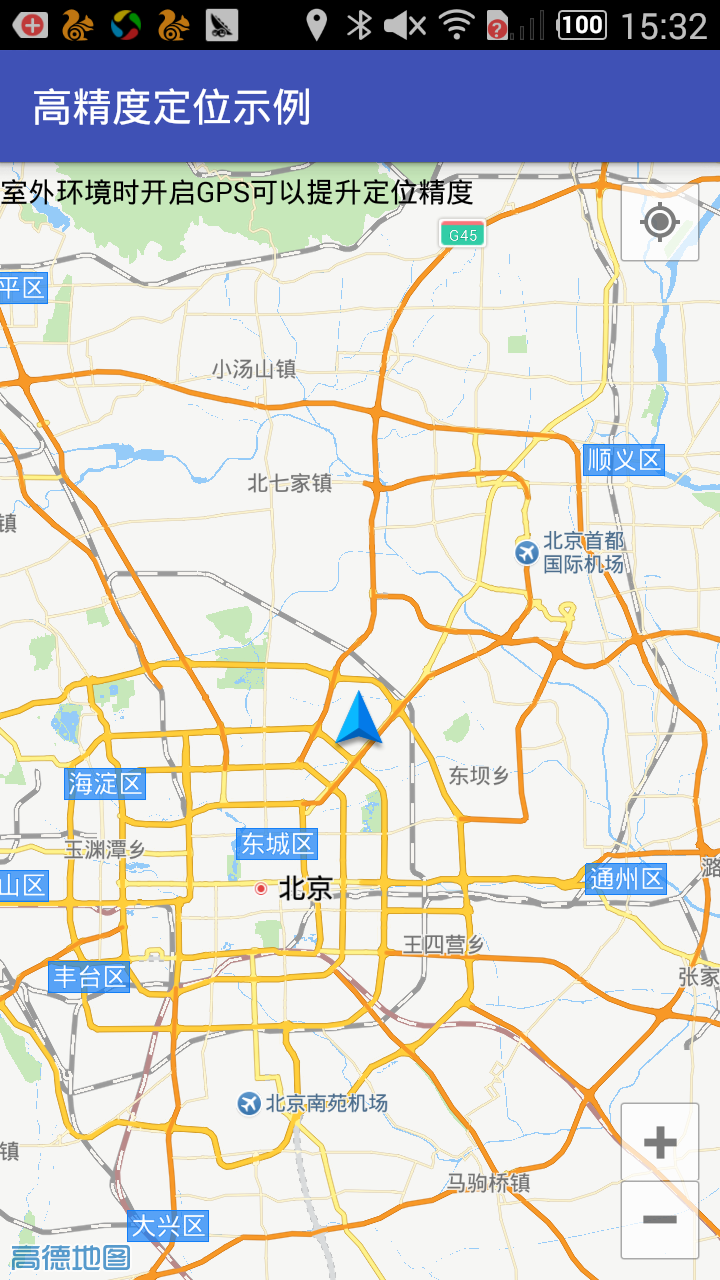 100 15:32
高精度定位示例
室外环境时开启GPS可以提升定位精度
G45
平区
小汤山镇
顺义区
北七家镇
镇
北京首都
国际机场
东坝乡
海淀区
东城区
玉渊潭乡
北京
山区
通州区
潞
王四营乡
丰台区
张家
北京南苑机场
镇
马驹桥镇
大兴区
高德地图